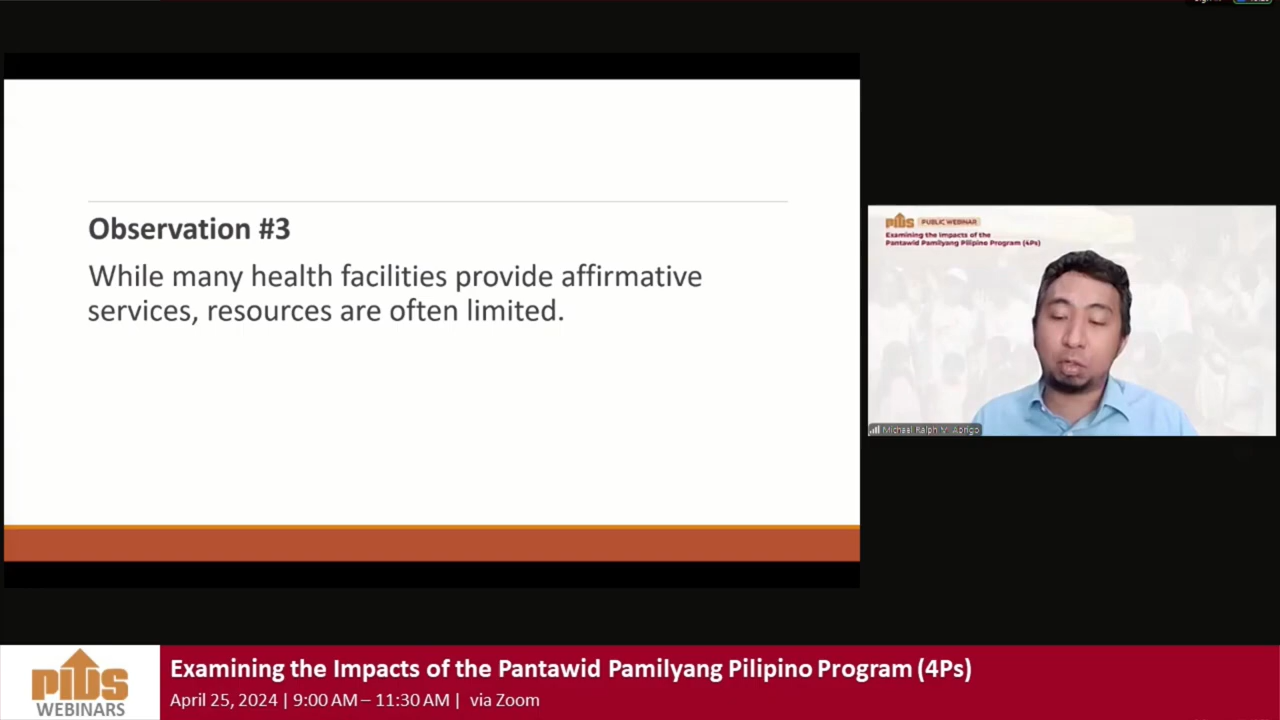 Observation #3
While many health facilities provide affirmative
services, resources are often limited.
PIDS PUBLIC WEBINAR
Examining the Impacts of the
Pantawid Pamilyang Pilipino Program (4Ps)
Michael Ralph M. Abrigo
PIDS
WEBINARS
Examining the Impacts of the Pantawid Pamilyang Pilipino Program (4Ps)
April 25, 2024 | 9:00 AM – 11:30 AM | via Zoom